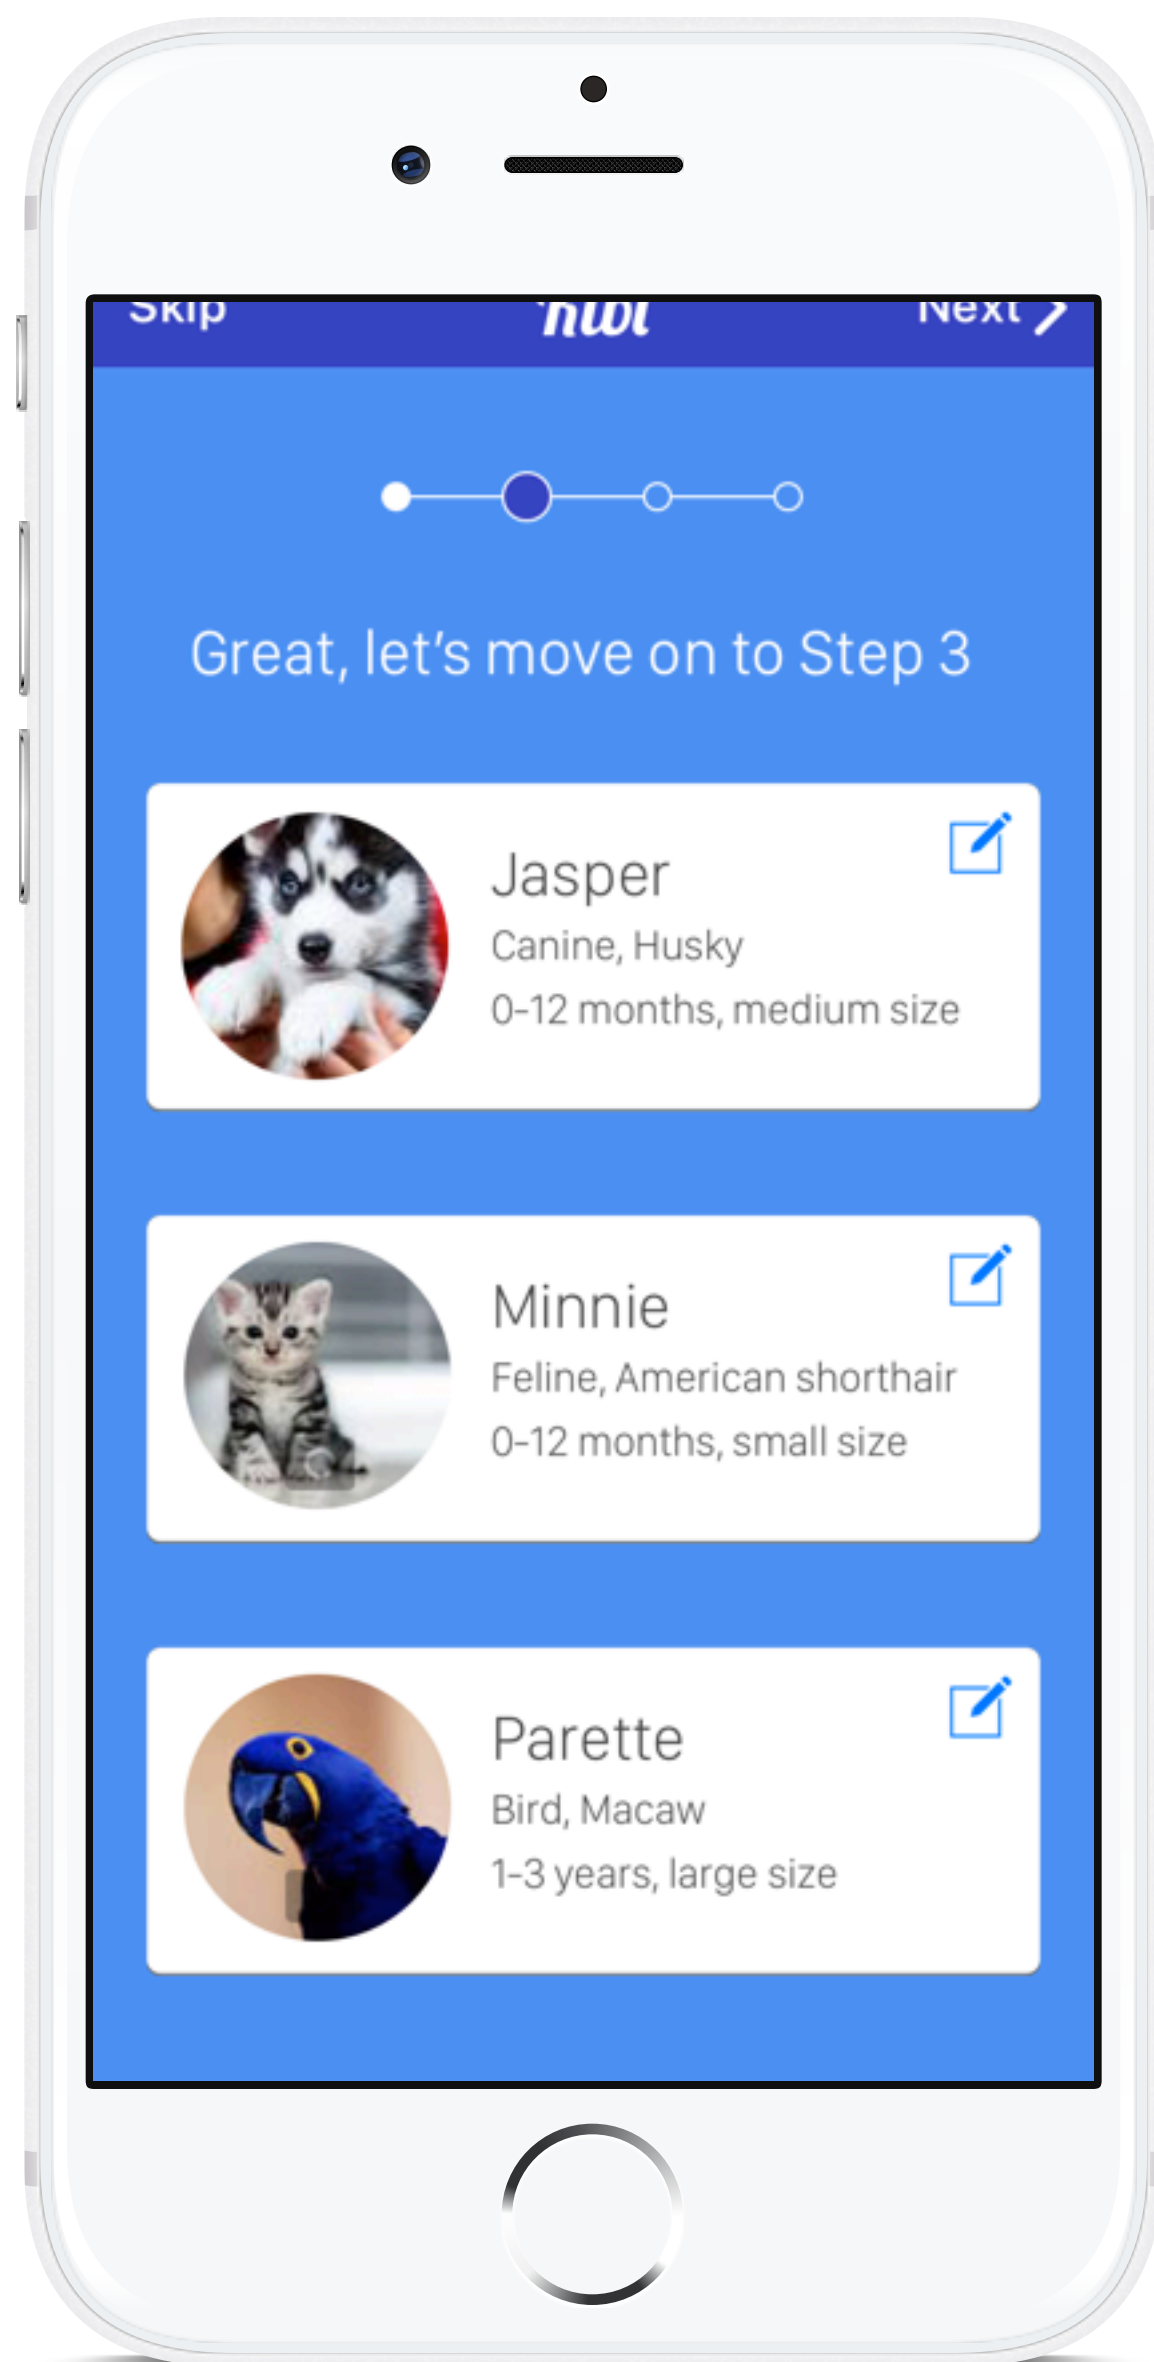 Skip
Next
Great, let's move on to Step 3
Jasper
Canine, Husky
0-12 months, medium size
Minnie
Feline, American shorthair
0-12 months, small size
Parette
Bird, Macaw
1-3 years, large size